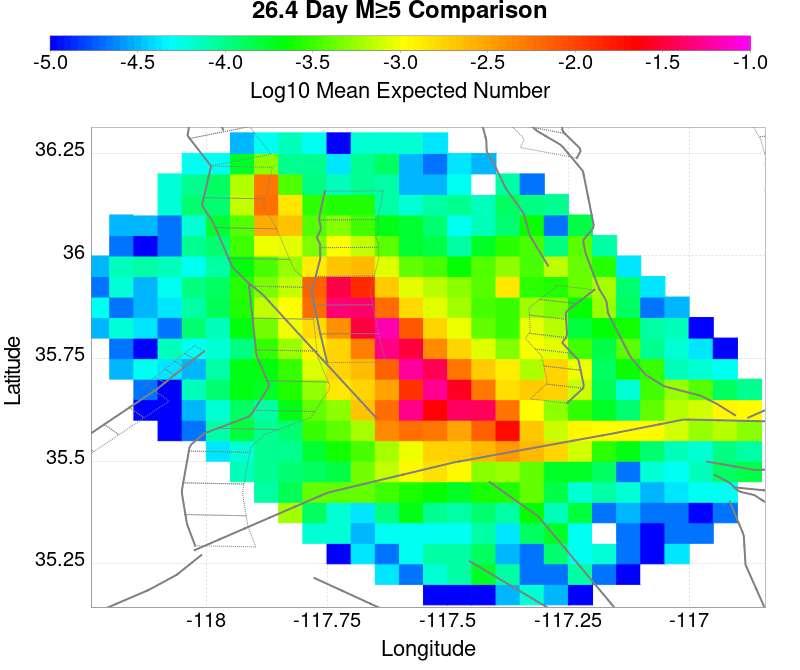 26.4 Day M≥5 Comparison
-5.0 -4.5 -4.0 -3.5 -3.0 -2.5 -2.0 -1.5 -1.0
Log10 Mean Expected Number
36.25
36
35.75
35.5
35.25
Latitude
-118 -117.75 -117.5 -117.25 -117
Longitude